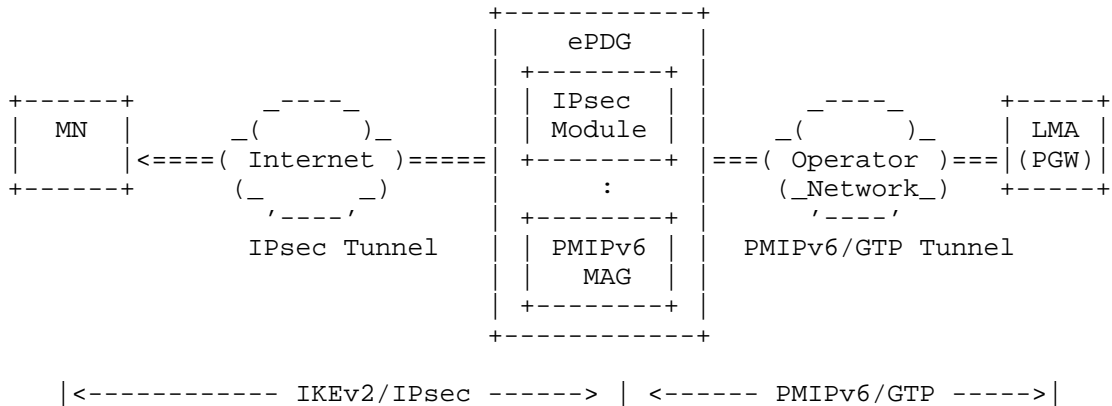 ePDG
IPsec
MN Module LMA
Internet Operator (PGW)
Network
IPsec Tunnel PMIPv6 PMIPv6/GTP Tunnel
MAG
IKEv2/IPsec PMIPv6/GTP